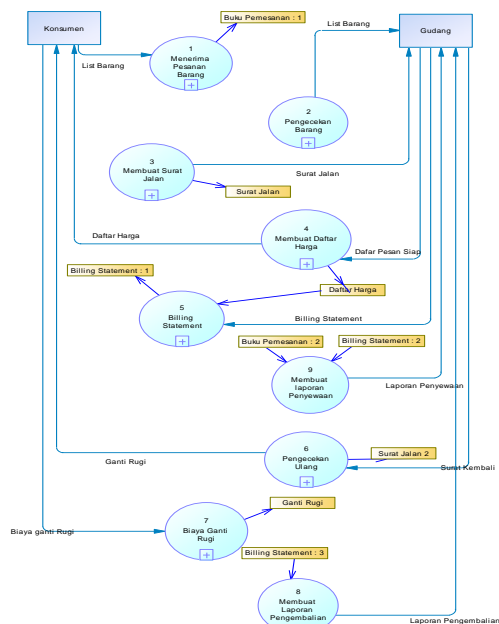 Konsumen
Buku Pemesanan : 1
List Barang
Gudang
1
Menerima
Pesanan
Barang
List Barang
2
Pengecekan
Barang
3
Membuat Surat
Jalan
Surat Jalan
Surat Jalan
4
Membuat Daftar
Harga
Daftar Harga
Dafar Pesan Siap
Billing Statement : 1
Daftar Harga
5
Billing
Statement
Billing Statement
Buku Pemesanan : 2
Billing Statement : 2
9
Membuat
laporan
Penyewaan
Laporan Penyewaan
6
Pengecekan
Ulang
Surat Jalan 2
Ganti Rugi
Surat Kembali
Ganti Rugi
7
Biaya Ganti
Rugi
Biaya ganti Rugi
Billing Statement : 3
8
Membuat
Laporan
Pengembalian
Laporan Pengembalian